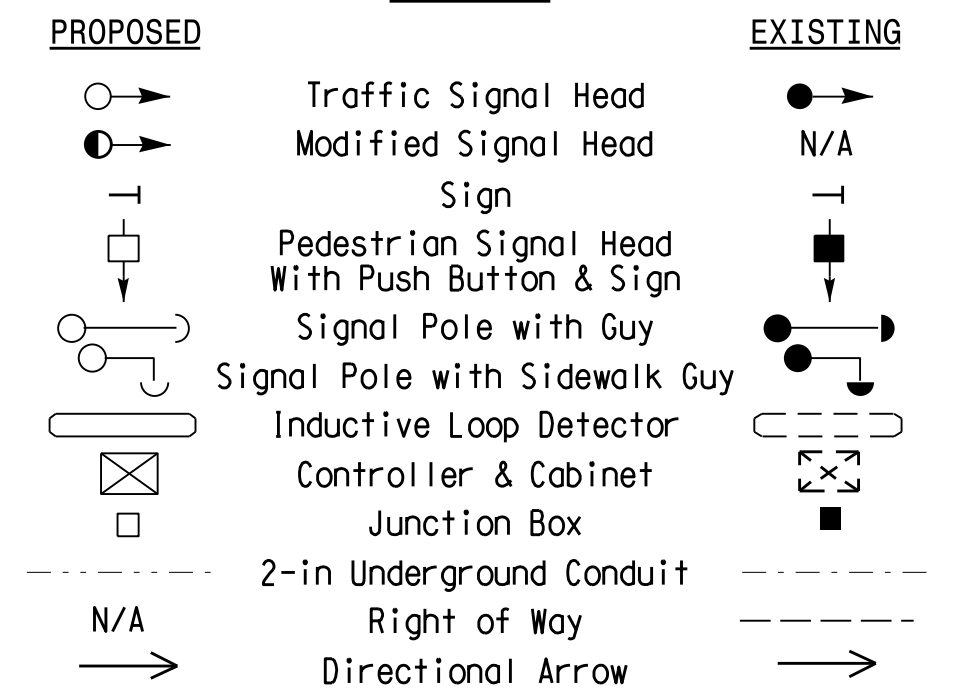 PROPOSED EXISTING
Traffic Signal Head
Modified Signal Head N/A
Sign
Pedestrian Signal Head
With Push Button & Sign
Signal Pole with Guy
Signal Pole with Sidewalk Guy
Inductive Loop Detector
Controller & Cabinet
Junction Box
2-in Underground Conduit
N/A Right of Way
Directional Arrow